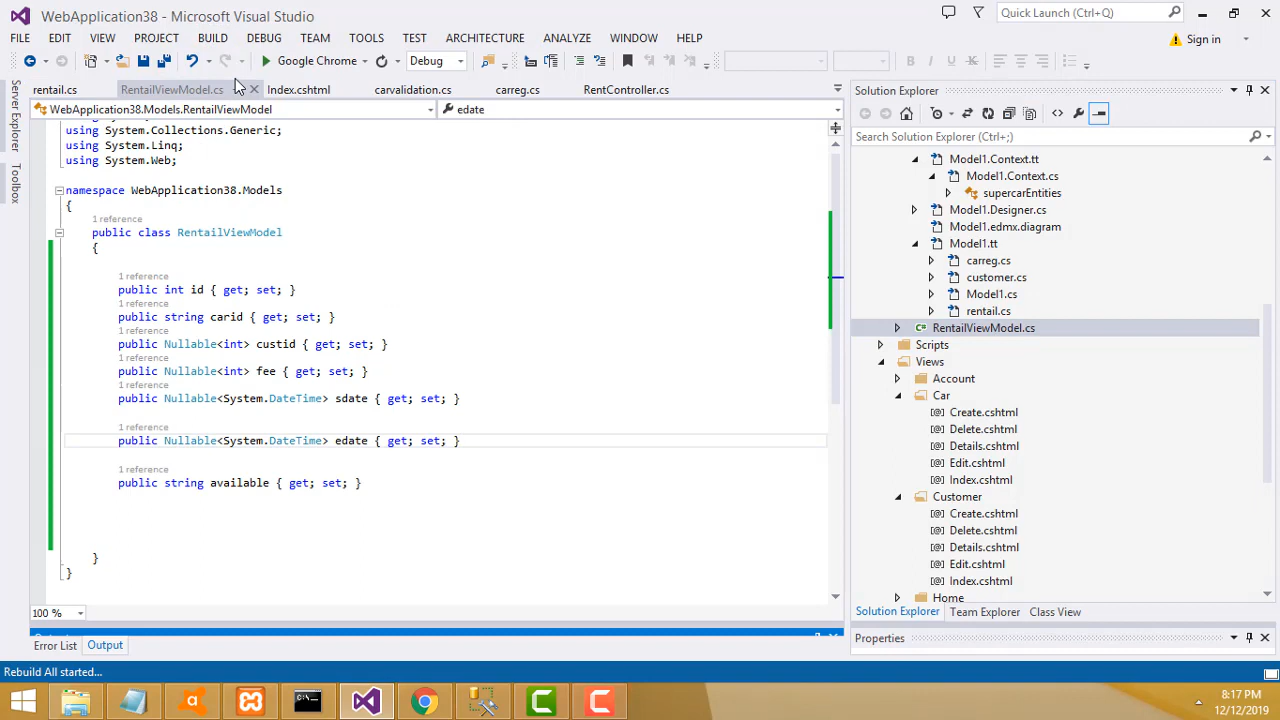 WebApplication38 - Microsoft Visual Studio
Quick Launch (Ctrl+Q)
FILE EDIT VIEW PROJECT BUILD DEBUG TEAM TOOLS TEST ARCHITECTURE ANALYZE WINDOW HELP
Sign in
Google Chrome
Debug
rentail.cs RentailViewModel.cs Index.cshtml carvalidation.cs carreg.cs RentController.cs
WebApplication38.Models.RentailViewModel
edate
Server Explorer
Toolbox
using System.Collections.Generic;
using System.Linq;
using System.Web;
namespace WebApplication38.Models
{
1 reference
public class RentailViewModel
{
1 reference
public int id { get; set; }
1 reference
public string carid { get; set; }
1 reference
public Nullable<int> custid { get; set; }
1 reference
public Nullable<int> fee { get; set; }
1 reference
public Nullable<System.DateTime> sdate { get; set; }
1 reference
public Nullable<System.DateTime> edate { get; set; }
1 reference
public string available { get; set; }
}
}
100 %
Error List Output
Solution Explorer
Search Solution Explorer (Ctrl+;)
Model1.Context.tt
Model1.Context.cs
supercarEntities
Model1.Designer.cs
Model1.edmx.diagram
Model1.tt
carreg.cs
customer.cs
Model1.cs
rentail.cs
RentailViewModel.cs
Scripts
Views
Account
Car
Create.cshtml
Delete.cshtml
Details.cshtml
Edit.cshtml
Index.cshtml
Customer
Create.cshtml
Delete.cshtml
Details.cshtml
Edit.cshtml
Index.cshtml
Home
Solution Explorer Team Explorer Class View
Properties
Rebuild All started...
8:17 PM
12/12/2019